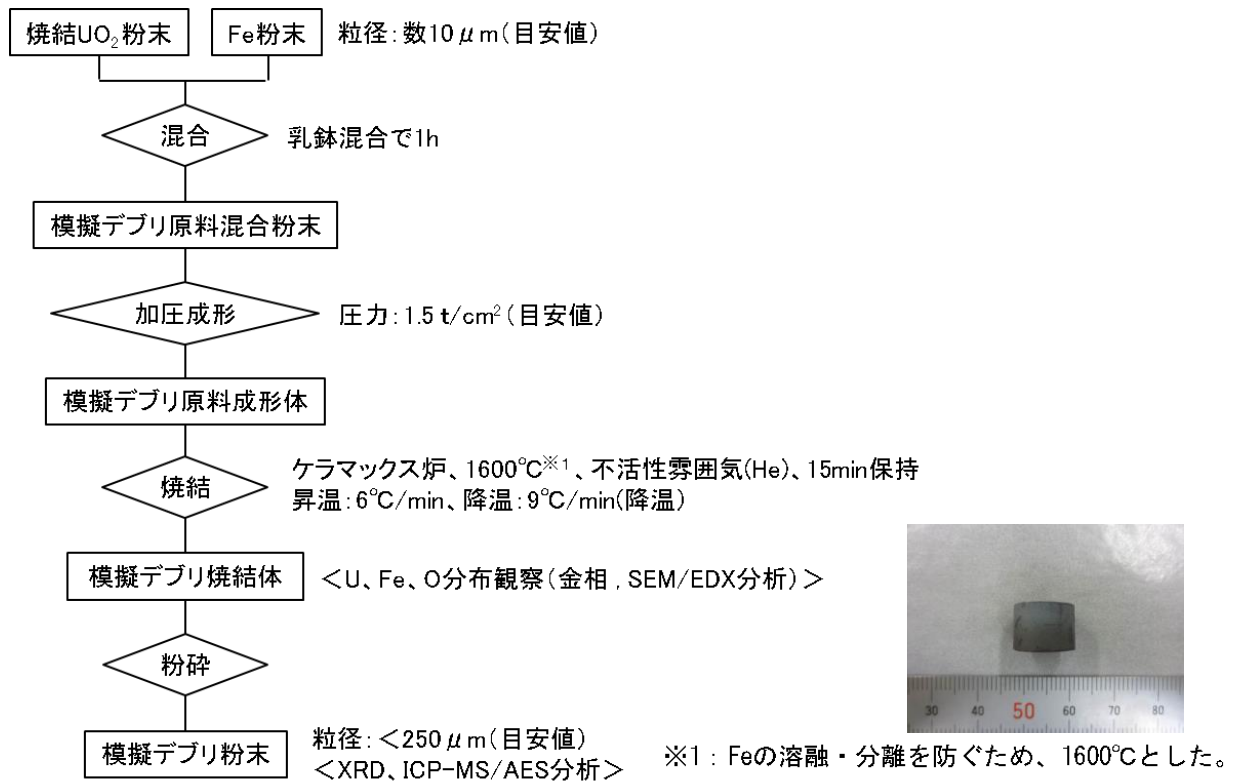 焼結UO₂粉末 Fe粉末 粒径:数10μm(目安値)
混合 乳鉢混合で1h
模擬デブリ原料混合粉末
加圧成形 圧力:1.5 t/cm²(目安値)
模擬デブリ原料成形体
焼結
ケラマックス炉、1600℃※1、不活性雰囲気(He)、15min保持
昇温:6℃/min、降温:9℃/min(降温)
模擬デブリ焼結体 <U、Fe、O分布観察(金相 , SEM/EDX分析)>
粉砕
模擬デブリ粉末
粒径:<250μm(目安値)
<XRD、ICP-MS/AES分析>
30 40 50 60 70 80
※1:Feの溶融・分離を防ぐため、1600℃とした。